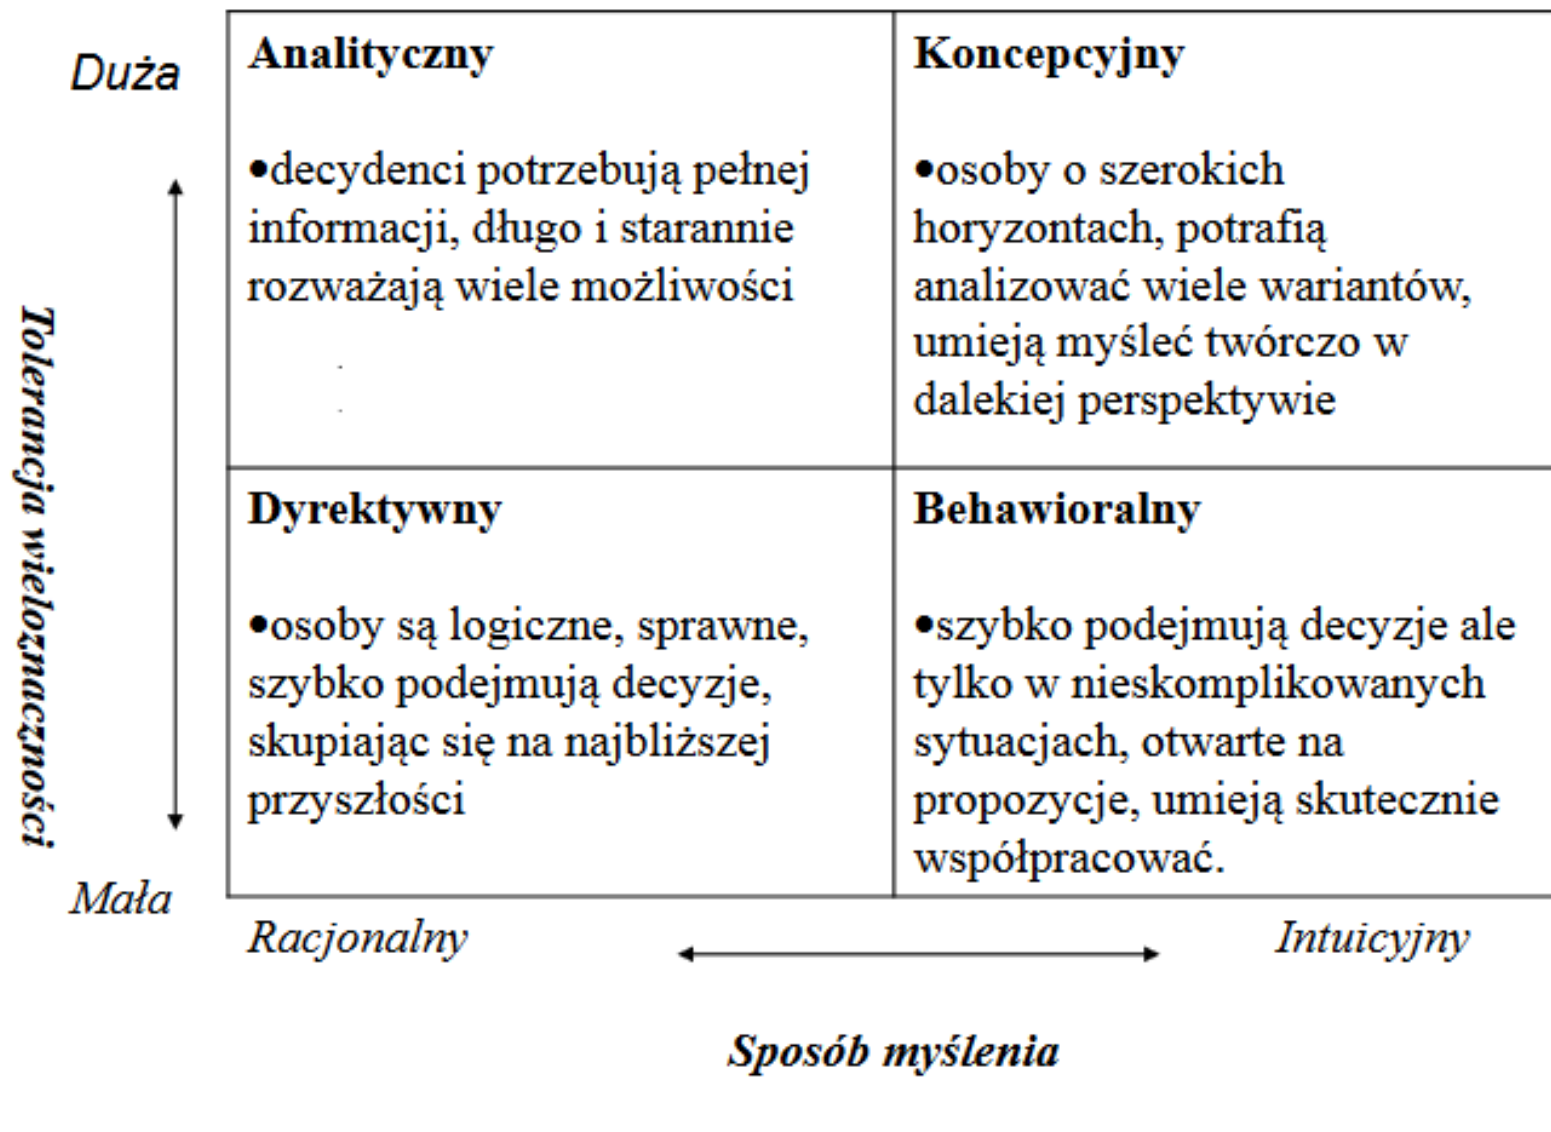 Duża
Tolerancja wieloznaczności
Mała
Analityczny
•decydenci potrzebują pełnej
informacji, długo i starannie
rozważają wiele możliwości
Koncepcyjny
•osoby o szerokich
horyzontach, potrafią
analizować wiele wariantów,
umieją myśleć twórczo w
dalekiej perspektywie
Dyrektywny
•osoby są logiczne, sprawne,
szybko podejmują decyzje,
skupiając się na najbliższej
przyszłości
Behawioralny
•szybko podejmują decyzje ale
tylko w nieskomplikowanych
sytuacjach, otwarte na
propozycje, umieją skutecznie
współpracować.
Racjonalny
Intuicyjny
Sposób myślenia